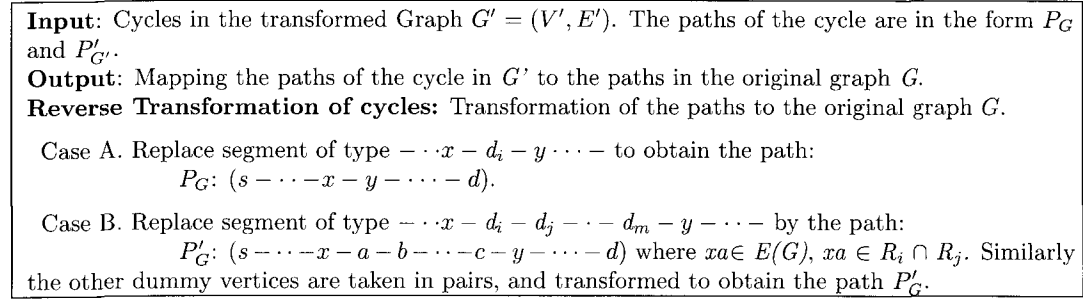 Input: Cycles in the transformed Graph G′ = (V′, E′). The paths of the cycle are in the form P_G
and P′_{G′}.
Output: Mapping the paths of the cycle in G’ to the paths in the original graph G.
Reverse Transformation of cycles: Transformation of the paths to the original graph G.
Case A. Replace segment of type − · ·x − d_i − y · · · − to obtain the path:
P_G: (s − · · · −x − y − · · · − d).
Case B. Replace segment of type − · ·x − d_i − d_j − · − d_m − y − · · − by the path:
P′_G: (s − · · · −x − a − b − · · ·−c − y − · · · − d) where xa∈ E(G), xa ∈ R_i ∩ R_j. Similarly
the other dummy vertices are taken in pairs, and transformed to obtain the path P′_G.